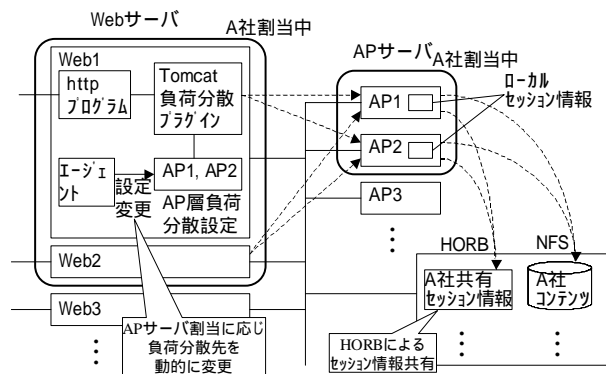 Webサーバ
A社割当中
Web1
http
プログラム
Tomcat
負荷分散
プラグイン
エージェ
ント
設定
変更
AP1, AP2
AP層負荷
分散設定
Web2
Web3
APサーバ割当に応じ
負荷分散先を
動的に変更
APサーバ
A社割当中
AP1
AP2
AP3
ローカル
セッション情報
HORB
NFS
A社共有
セッション情報
A社
コンテンツ
HORBによる
セッション情報共有